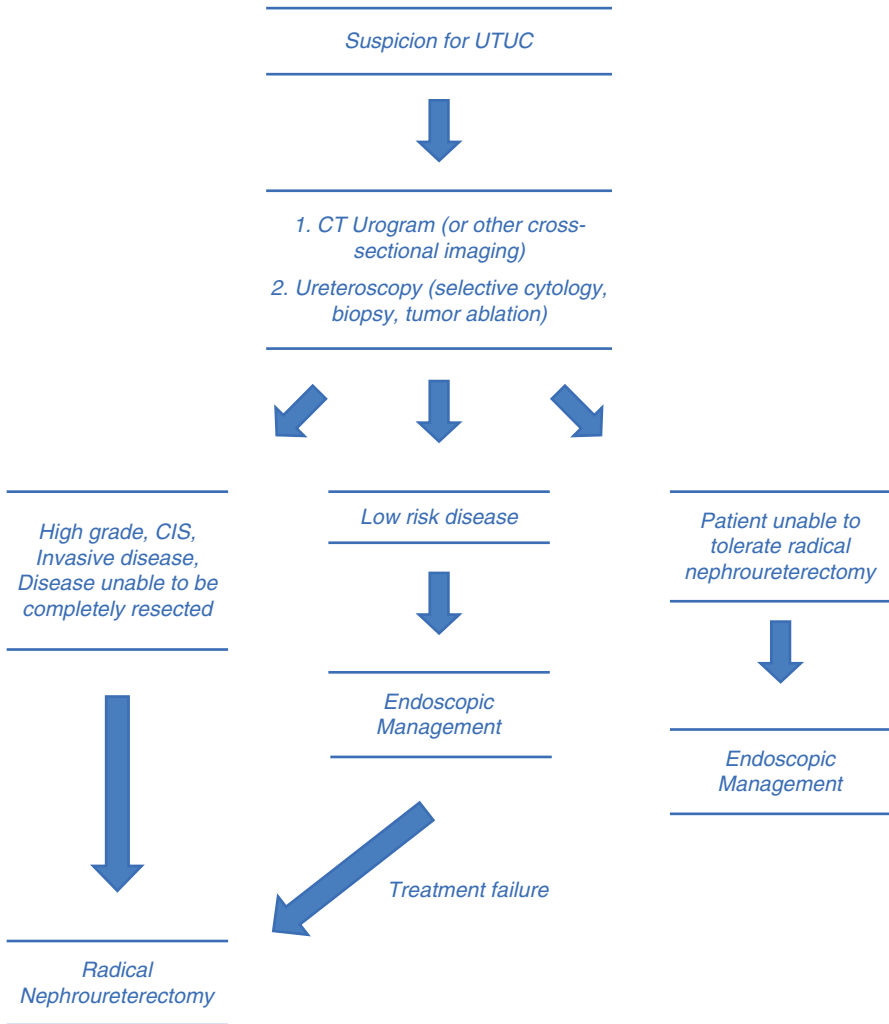 Suspicion for UTUC
1. CT Urogram (or other cross-
sectional imaging)
2. Ureteroscopy (selective cytology,
biopsy, tumor ablation)
High grade, CIS,
Invasive disease,
Disease unable to be
completely resected
Low risk disease
Patient unable to
tolerate radical
nephroureterectomy
Endoscopic
Management
Endoscopic
Management
Treatment failure
Radical
Nephroureterectomy